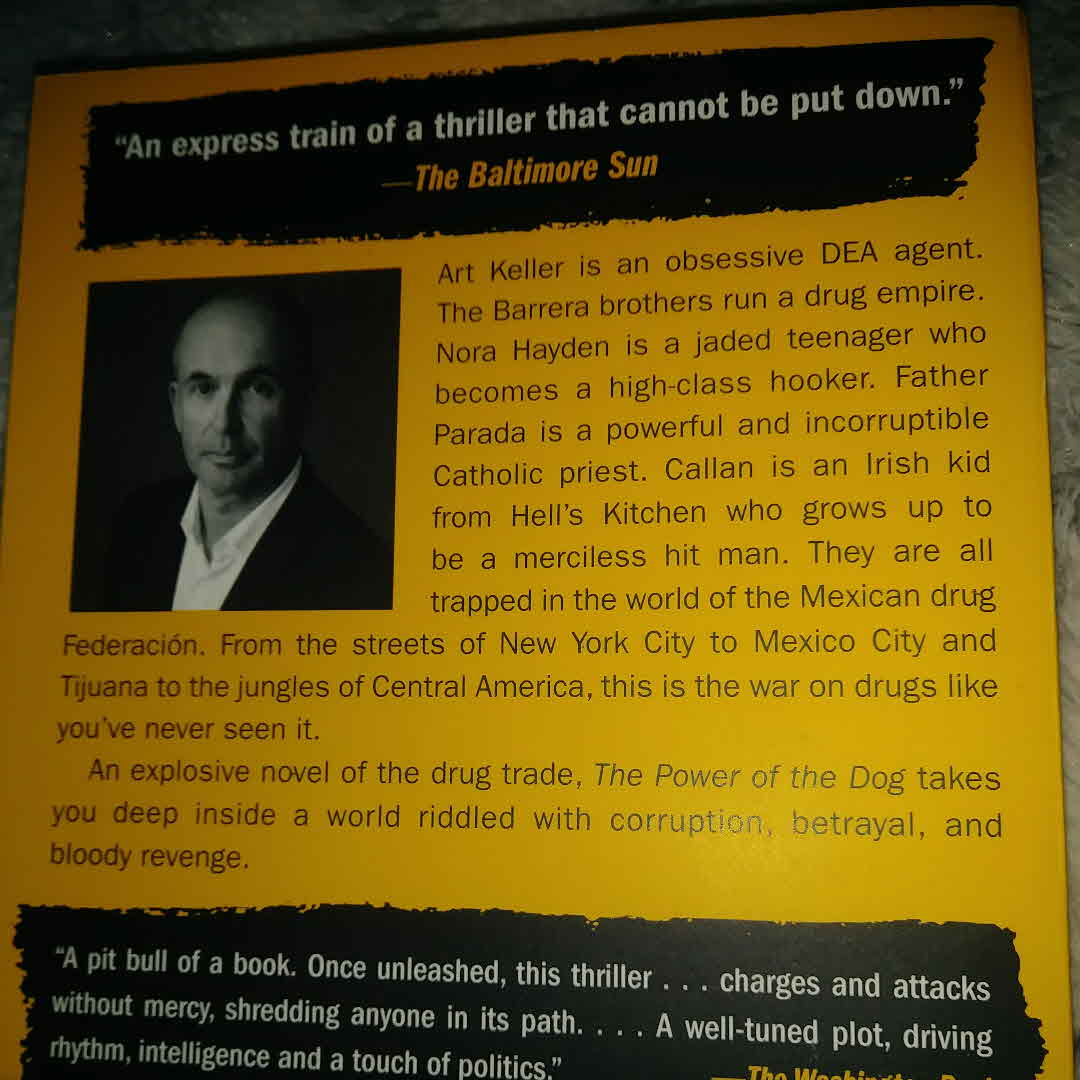 “An express train of a thriller that cannot be put down.”
—The Baltimore Sun
Art Keller is an obsessive DEA agent.
The Barrera brothers run a drug empire.
Nora Hayden is a jaded teenager who
becomes a high-class hooker. Father
Parada is a powerful and incorruptible
Catholic priest. Callan is an Irish kid
from Hell’s Kitchen who grows up to
be a merciless hit man. They are all
trapped in the world of the Mexican drug
Federación. From the streets of New York City to Mexico City and
Tijuana to the jungles of Central America, this is the war on drugs like
you’ve never seen it.
An explosive novel of the drug trade, The Power of the Dog takes
you deep inside a world riddled with corruption, betrayal, and
bloody revenge.
“A pit bull of a book. Once unleashed, this thriller . . . charges and attacks
without mercy, shredding anyone in its path. . . . A well-tuned plot, driving
rhythm, intelligence and a touch of politics.”
—The Washington Post